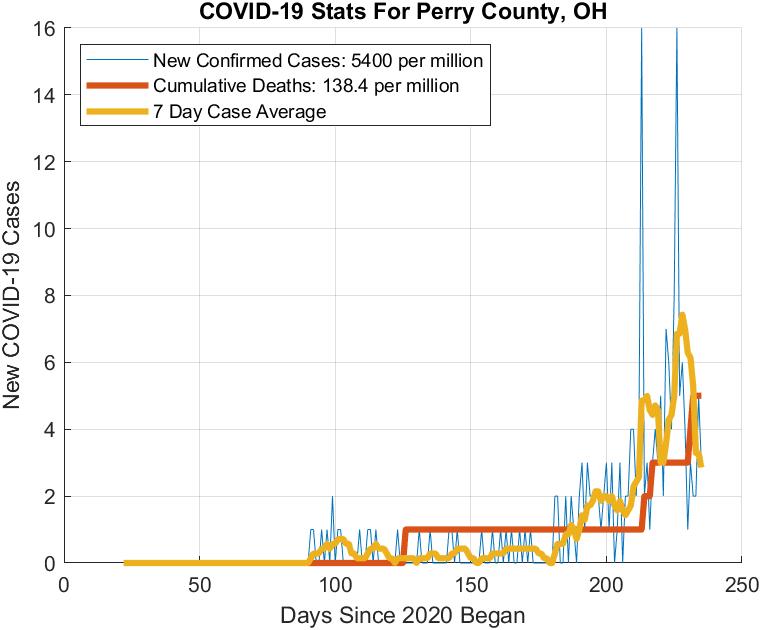 COVID-19 Stats For Perry County, OH
New Confirmed Cases: 5400 per million
Cumulative Deaths: 138.4 per million
7 Day Case Average
New COVID-19 Cases
16
14
12
10
8
6
4
2
0
0 50 100 150 200 250
Days Since 2020 Began